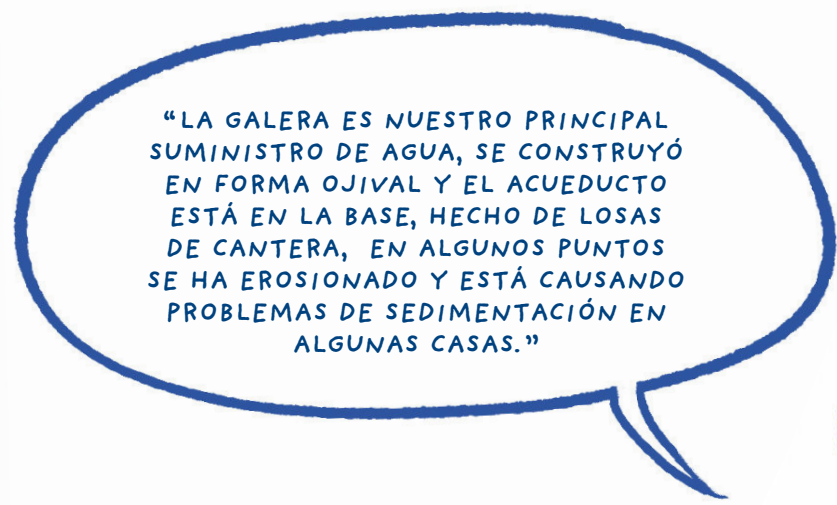 “LA GALERA ES NUESTRO PRINCIPAL
SUMINISTRO DE AGUA, SE CONSTRUYÓ
EN FORMA OJIVAL Y EL ACUEDUCTO
ESTÁ EN LA BASE, HECHO DE LOSAS
DE CANTERA, EN ALGUNOS PUNTOS
SE HA EROSIONADO Y ESTÁ CAUSANDO
PROBLEMAS DE SEDIMENTACIÓN EN
ALGUNAS CASAS.”